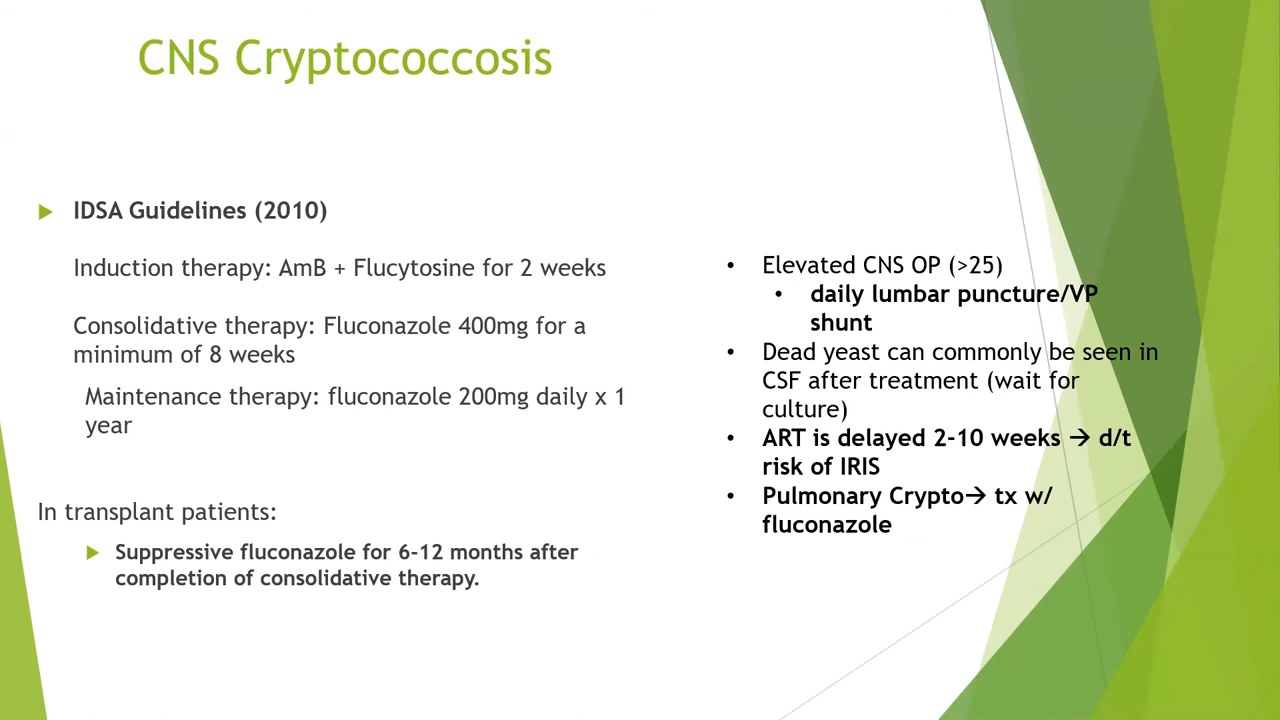 CNS Cryptococcosis
IDSA Guidelines (2010)
Induction therapy: AmB + Flucytosine for 2 weeks
Consolidative therapy: Fluconazole 400mg for a
minimum of 8 weeks
Maintenance therapy: fluconazole 200mg daily x 1
year
In transplant patients:
Suppressive fluconazole for 6-12 months after
completion of consolidative therapy.
• Elevated CNS OP (>25)
• daily lumbar puncture/VP
shunt
• Dead yeast can commonly be seen in
CSF after treatment (wait for
culture)
• ART is delayed 2-10 weeks → d/t
risk of IRIS
• Pulmonary Crypto→ tx w/
fluconazole